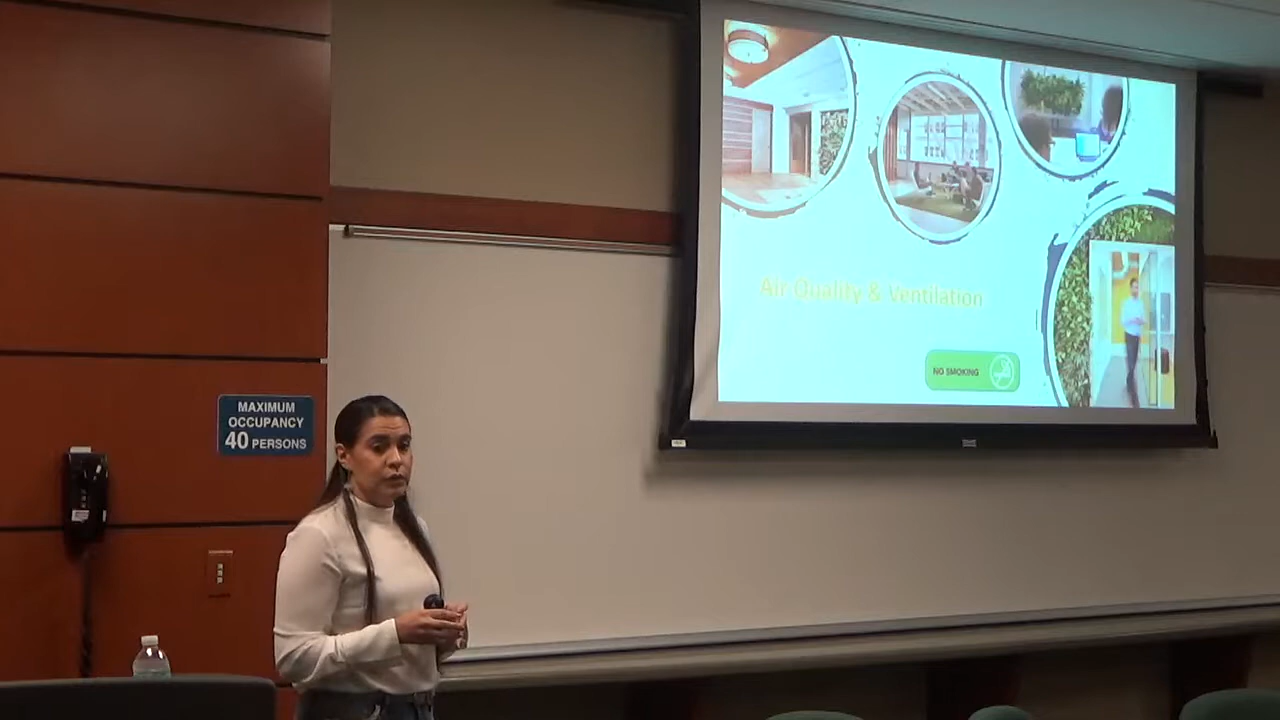 Air Quality & Ventilation
NO SMOKING
MAXIMUM
OCCUPANCY
40 PERSONS